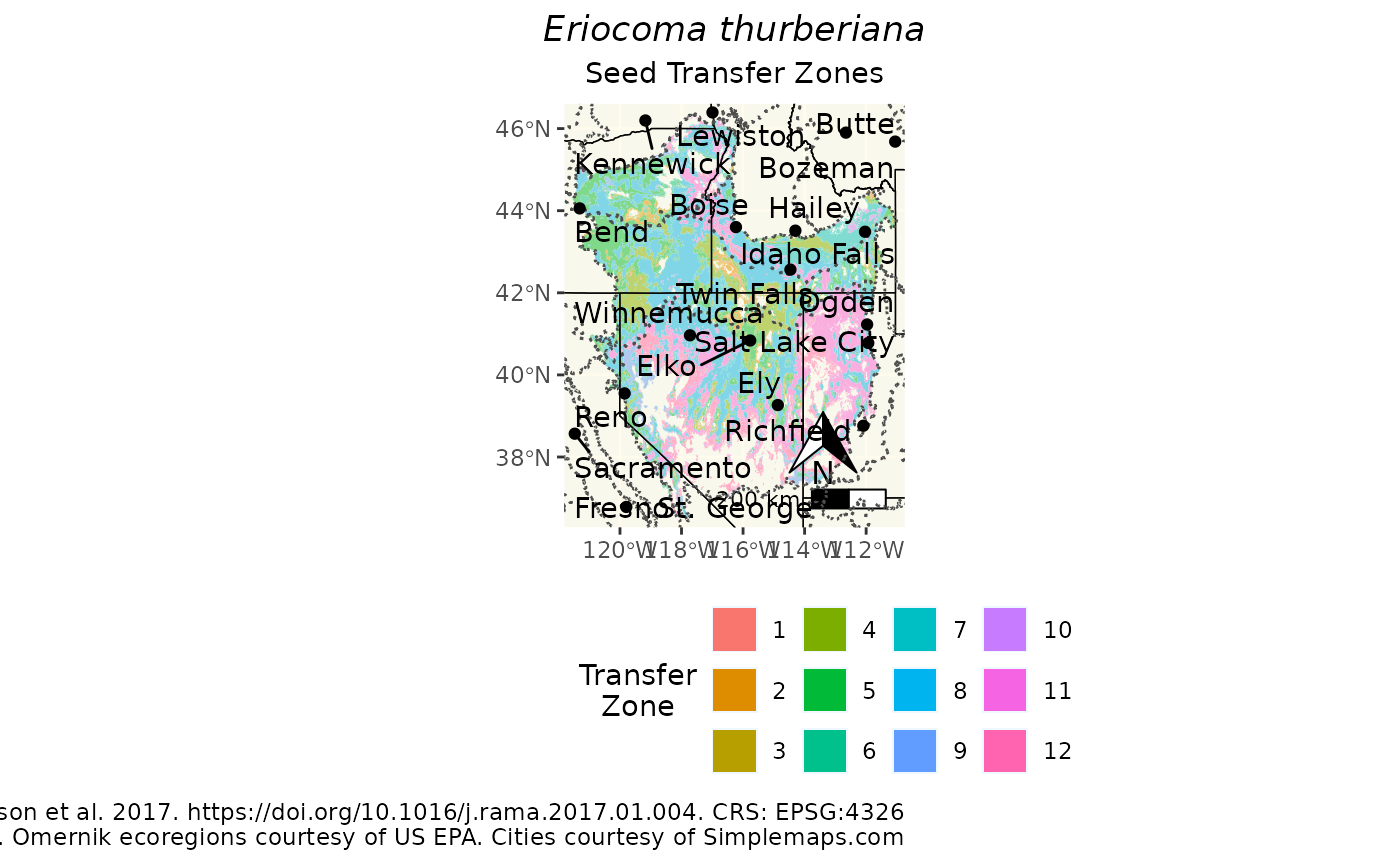 Eriocoma thurberiana
Seed Transfer Zones
46°N
44°N
42°N
40°N
38°N
Butte
Lewiston
Kennewick
Bozeman
Boise
Hailey
Bend
Idaho Falls
Twin Falls
Ogden
Winnemucca
Salt Lake City
Elko
Ely
Reno
Richfield
Sacramento
N
200 km
Fresno
St. George
120°W
118°W
116°W
114°W
112°W
Transfer
Zone
1
4
7
10
2
5
8
11
3
6
9
12
son et al. 2017. https://doi.org/10.1016/j.rama.2017.01.004. CRS: EPSG:4326
. Omernik ecoregions courtesy of US EPA. Cities courtesy of Simplemaps.com